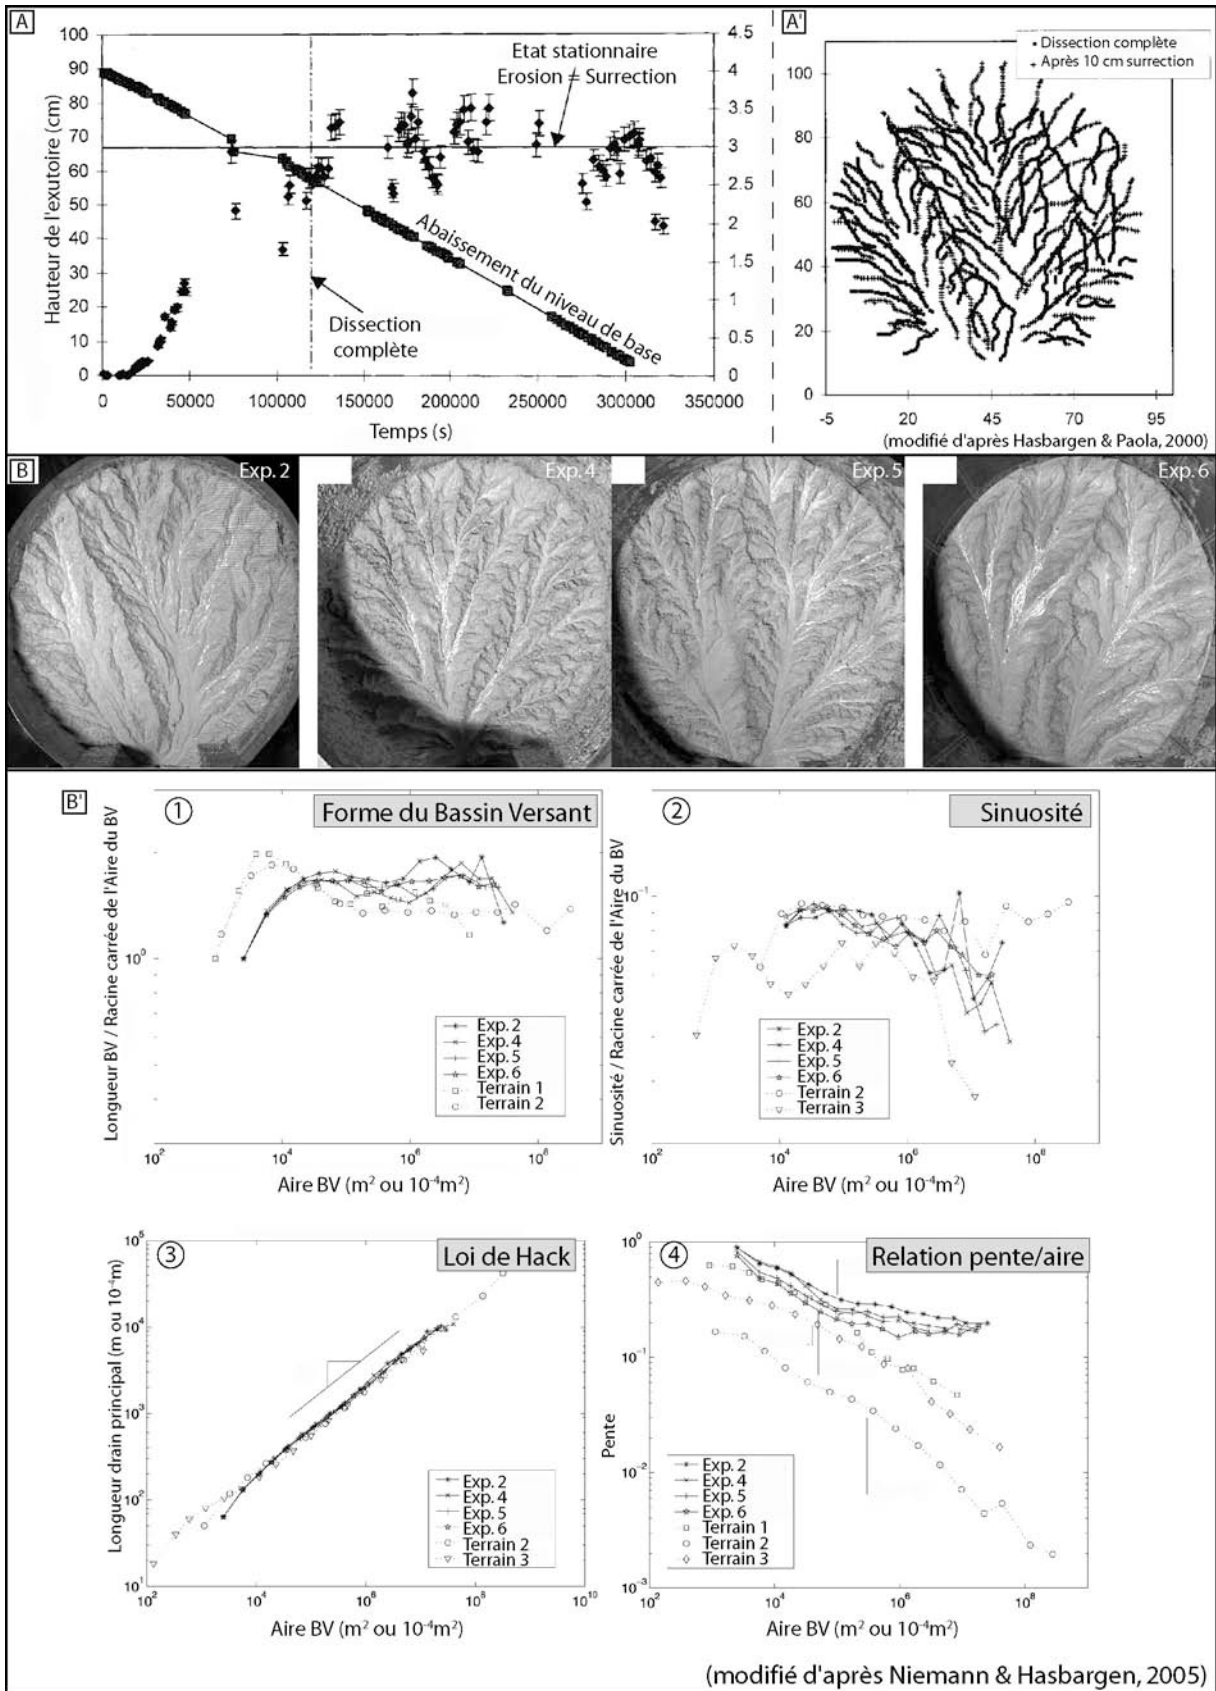 A
Hauteur de l'exutoire (cm)
100
90
80
70
60
50
40
30
20
10
0
4.5
4
3.5
3
2.5
2
1.5
1
0.5
0
Etat stationnaire
Erosion = Surrection
Abaissement du niveau de base
Dissection
complète
0 50000 100000 150000 200000 250000 300000 350000
Temps (s)
A'
Dissection complète
Après 10 cm surrection
100
80
60
40
20
0
-5 20 45 70 95
(modifié d'après Hasbargen & Paola, 2000)
B
Exp. 2
Exp. 4
Exp. 5
Exp. 6
B'
1
Forme du Bassin Versant
Longueur BV / Racine carrée de l'Aire du BV
10⁰
Exp. 2
Exp. 4
Exp. 5
Exp. 6
Terrain 1
Terrain 2
10² 10⁴ 10⁶ 10⁸
Aire BV (m² ou 10⁻⁴m²)
2
Sinuosité
Sinuosité / Racine carrée de l'Aire du BV
10⁻¹
Exp. 2
Exp. 4
Exp. 5
Exp. 6
Terrain 2
Terrain 3
10² 10⁴ 10⁶ 10⁸
Aire BV (m² ou 10⁻⁴m²)
3
Loi de Hack
Longueur drain principal (m ou 10⁻⁴m)
10⁵
10⁴
10³
10²
10¹
Exp. 2
Exp. 4
Exp. 5
Exp. 6
Terrain 2
Terrain 3
10² 10⁴ 10⁶ 10⁸ 10¹⁰
Aire BV (m² ou 10⁻⁴m²)
4
Relation pente/aire
Pente
10⁰
10⁻¹
10⁻²
10⁻³
Exp. 2
Exp. 4
Exp. 5
Exp. 6
Terrain 1
Terrain 2
Terrain 3
10² 10⁴ 10⁶ 10⁸
Aire BV (m² ou 10⁻⁴m²)
(modifié d'après Niemann & Hasbargen, 2005)